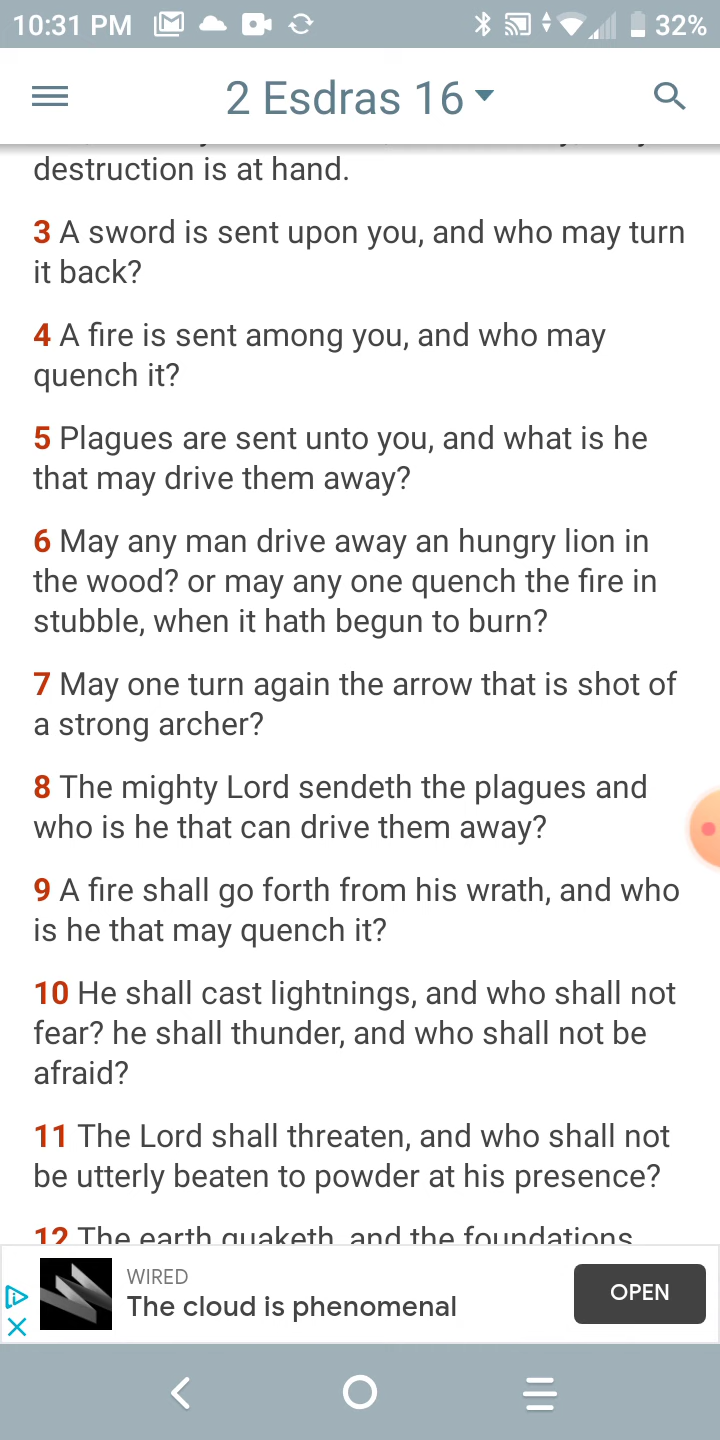 10:31 PM
32%
2 Esdras 16
destruction is at hand.
3 A sword is sent upon you, and who may turn
it back?
4 A fire is sent among you, and who may
quench it?
5 Plagues are sent unto you, and what is he
that may drive them away?
6 May any man drive away an hungry lion in
the wood? or may any one quench the fire in
stubble, when it hath begun to burn?
7 May one turn again the arrow that is shot of
a strong archer?
8 The mighty Lord sendeth the plagues and
who is he that can drive them away?
9 A fire shall go forth from his wrath, and who
is he that may quench it?
10 He shall cast lightnings, and who shall not
fear? he shall thunder, and who shall not be
afraid?
11 The Lord shall threaten, and who shall not
be utterly beaten to powder at his presence?
12 The earth quaketh, and the foundations
WIRED
The cloud is phenomenal
OPEN